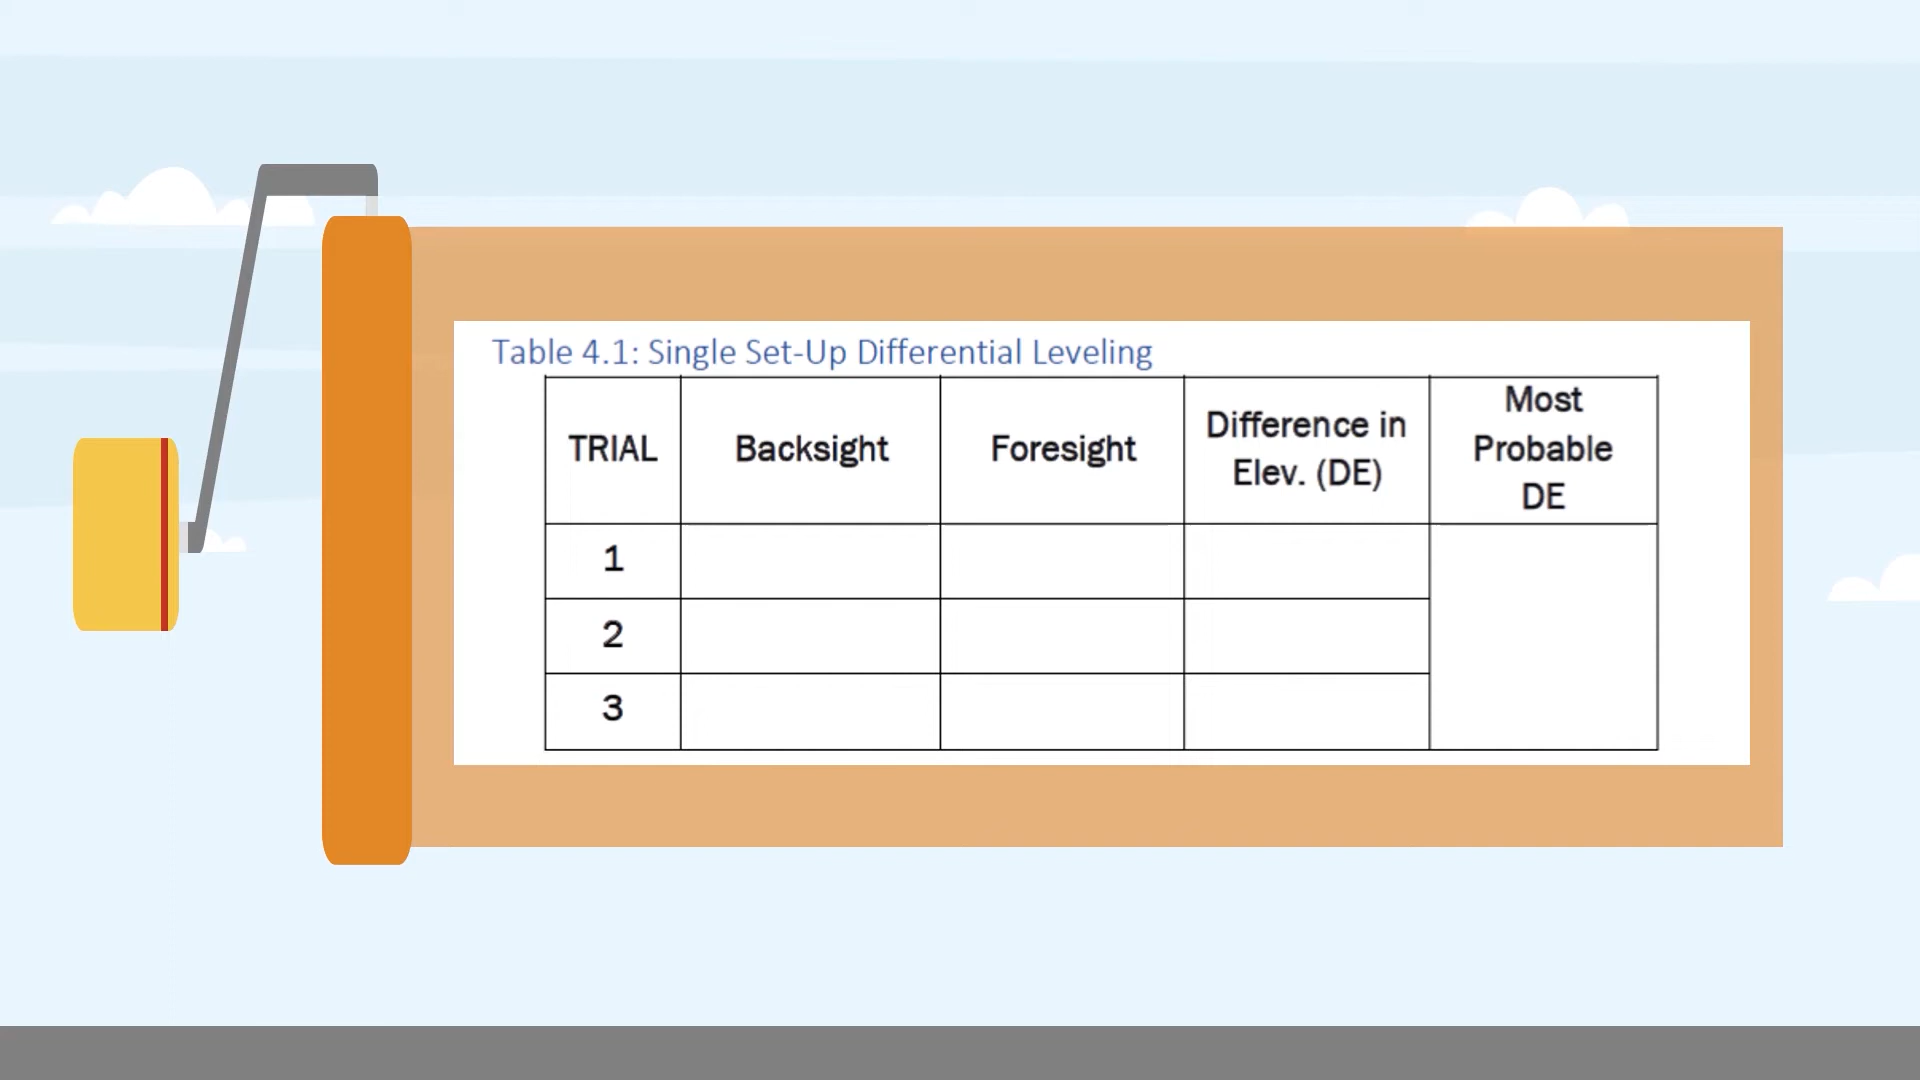 Table 4.1: Single Set-Up Differential Leveling
TRIAL
Backsight
Foresight
Difference in
Elev. (DE)
Most
Probable
DE
1
2
3